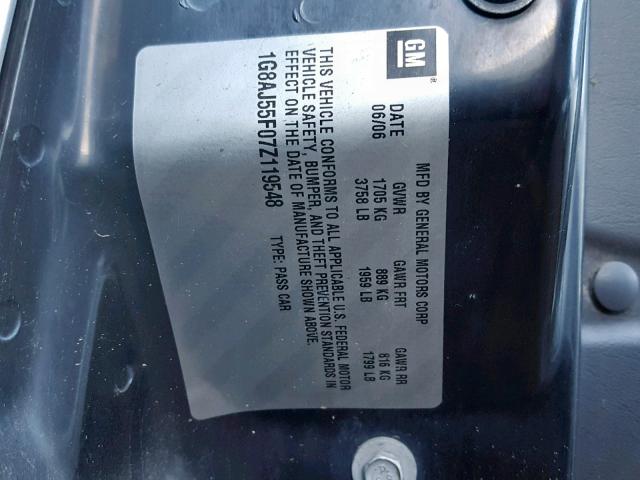 GM
MFD BY GENERAL MOTORS CORP
DATE GVWR GAWR FRT GAWR RR
06/06 1705 KG 889 KG 816 KG
3758 LB 1959 LB 1799 LB
THIS VEHICLE CONFORMS TO ALL APPLICABLE U.S. FEDERAL MOTOR
VEHICLE SAFETY, BUMPER, AND THEFT PREVENTION STANDARDS IN
EFFECT ON THE DATE OF MANUFACTURE SHOWN ABOVE.
1G8AJ55F07Z119548 TYPE: PASS CAR